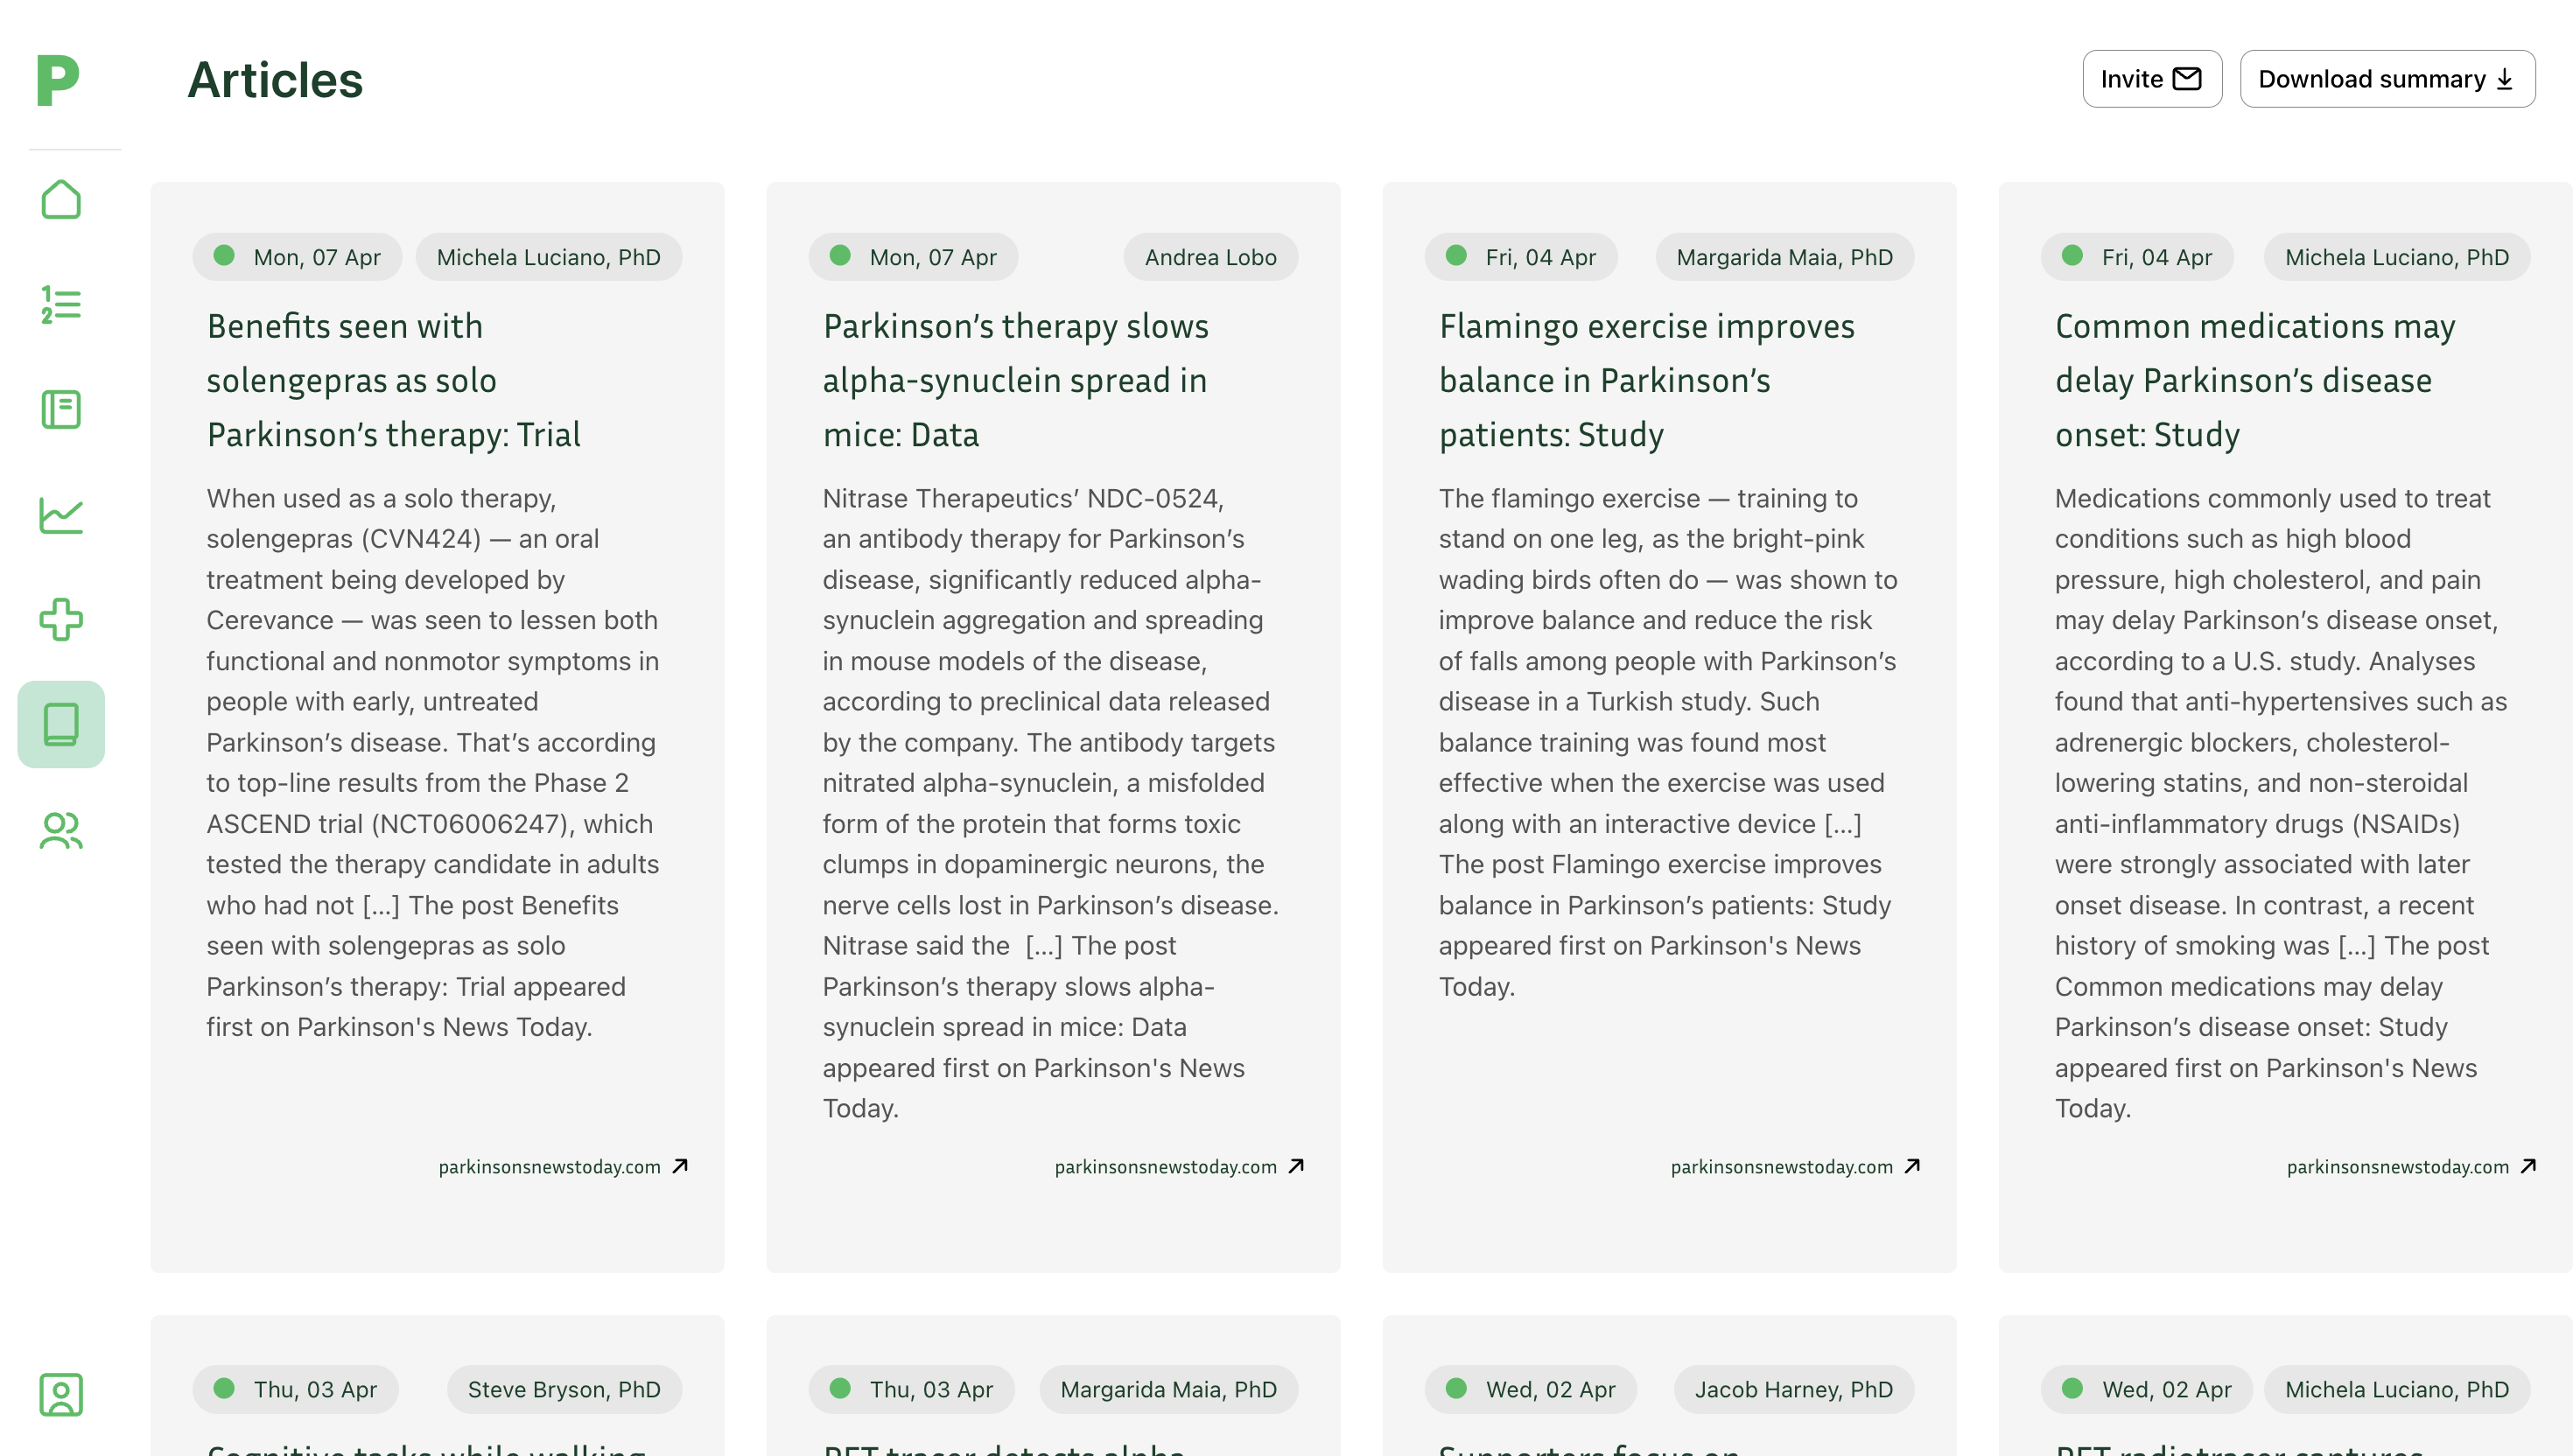 P
Articles
Invite
Download summary
1
2
Mon, 07 Apr
Michela Luciano, PhD
Benefits seen with
solengepras as solo
Parkinson’s therapy: Trial
When used as a solo therapy,
solengepras (CVN424) — an oral
treatment being developed by
Cerevance — was seen to lessen both
functional and nonmotor symptoms in
people with early, untreated
Parkinson’s disease. That’s according
to top-line results from the Phase 2
ASCEND trial (NCT06006247), which
tested the therapy candidate in adults
who had not [...] The post Benefits
seen with solengepras as solo
Parkinson’s therapy: Trial appeared
first on Parkinson's News Today.
parkinsonsnewstoday.com
Mon, 07 Apr
Andrea Lobo
Parkinson’s therapy slows
alpha-synuclein spread in
mice: Data
Nitrase Therapeutics’ NDC-0524,
an antibody therapy for Parkinson’s
disease, significantly reduced alpha-
synuclein aggregation and spreading
in mouse models of the disease,
according to preclinical data released
by the company. The antibody targets
nitrated alpha-synuclein, a misfolded
form of the protein that forms toxic
clumps in dopaminergic neurons, the
nerve cells lost in Parkinson’s disease.
Nitrase said the  [...] The post
Parkinson’s therapy slows alpha-
synuclein spread in mice: Data
appeared first on Parkinson's News
Today.
parkinsonsnewstoday.com
Fri, 04 Apr
Margarida Maia, PhD
Flamingo exercise improves
balance in Parkinson’s
patients: Study
The flamingo exercise — training to
stand on one leg, as the bright-pink
wading birds often do — was shown to
improve balance and reduce the risk
of falls among people with Parkinson’s
disease in a Turkish study. Such
balance training was found most
effective when the exercise was used
along with an interactive device [...]
The post Flamingo exercise improves
balance in Parkinson’s patients: Study
appeared first on Parkinson's News
Today.
parkinsonsnewstoday.com
Fri, 04 Apr
Michela Luciano, PhD
Common medications may
delay Parkinson’s disease
onset: Study
Medications commonly used to treat
conditions such as high blood
pressure, high cholesterol, and pain
may delay Parkinson’s disease onset,
according to a U.S. study. Analyses
found that anti-hypertensives such as
adrenergic blockers, cholesterol-
lowering statins, and non-steroidal
anti-inflammatory drugs (NSAIDs)
were strongly associated with later
onset disease. In contrast, a recent
history of smoking was [...] The post
Common medications may delay
Parkinson’s disease onset: Study
appeared first on Parkinson's News
Today.
parkinsonsnewstoday.com
Thu, 03 Apr
Steve Bryson, PhD
Cognitive tasks while walking
Thu, 03 Apr
Margarida Maia, PhD
PET tracer detects alpha-
Wed, 02 Apr
Jacob Harney, PhD
Supporters focus on
Wed, 02 Apr
Michela Luciano, PhD
PET radiotracer captures